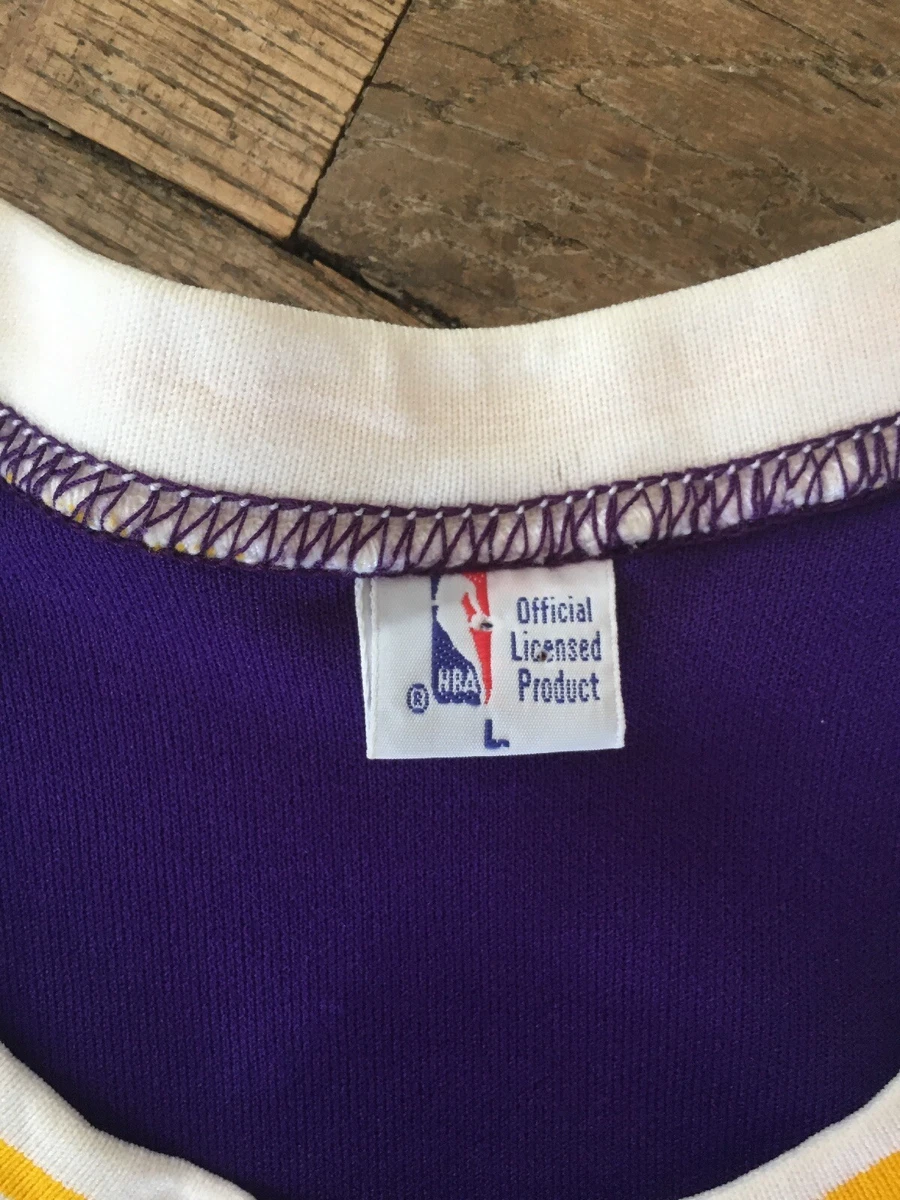 Official
Licensed
Product
® NBA
L